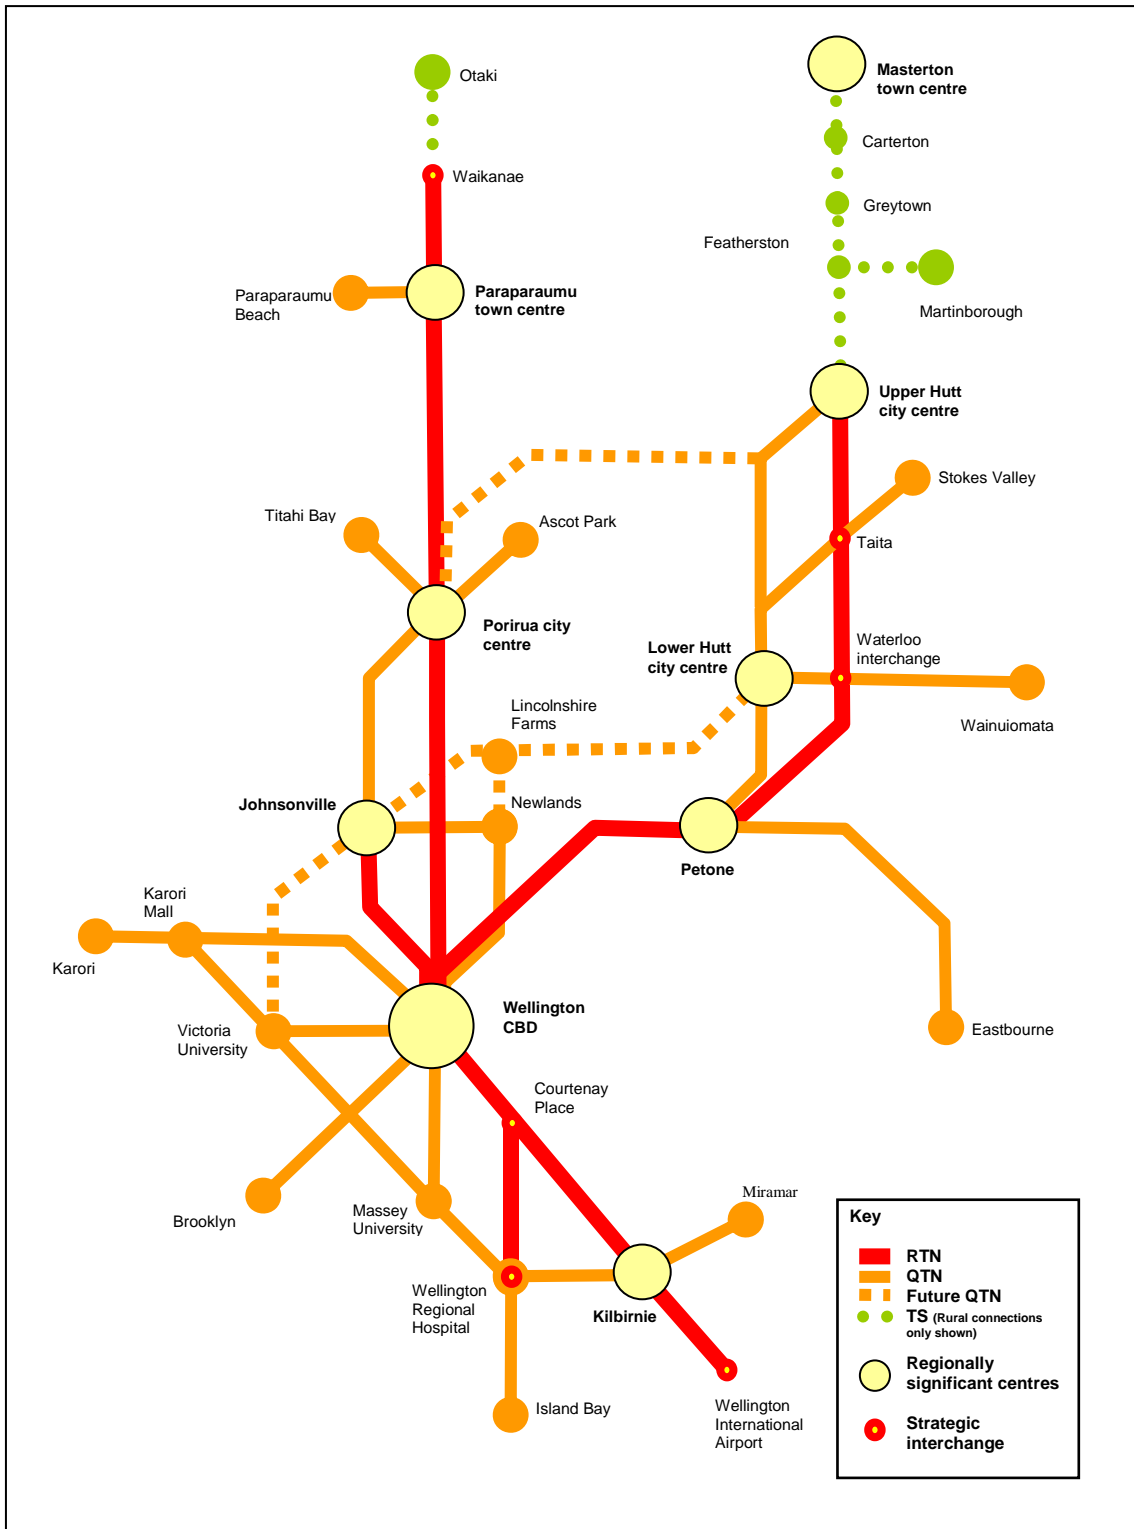 Otaki
Masterton
town centre
Carterton
Waikanae
Greytown
Featherston
Paraparaumu
Beach
Paraparaumu
town centre
Martinborough
Upper Hutt
city centre
Stokes Valley
Titahi Bay
Ascot Park
Taita
Porirua city
centre
Lower Hutt
city centre
Waterloo
interchange
Lincolnshire
Farms
Wainuiomata
Johnsonville
Newlands
Petone
Karori
Mall
Karori
Wellington
CBD
Victoria
University
Eastbourne
Courtenay
Place
Brooklyn
Massey
University
Miramar
Wellington
Regional
Hospital
Kilbirnie
Island Bay
Wellington
International
Airport
Key
RTN
QTN
Future QTN
TS (Rural connections
only shown)
Regionally
significant centres
Strategic
interchange